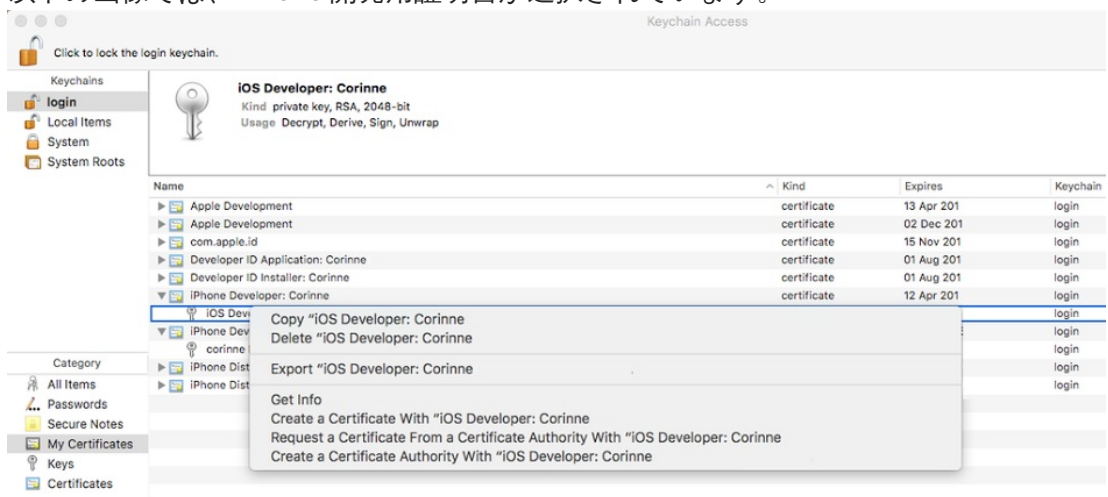 Keychain Access
Click to lock the login keychain.
Keychains
login
Local Items
System
System Roots
iOS Developer: Corinne
Kind private key, RSA, 2048-bit
Usage Decrypt, Derive, Sign, Unwrap
Name Kind Expires Keychain
Apple Development certificate 13 Apr 201 login
Apple Development certificate 02 Dec 201 login
com.apple.id certificate 15 Nov 201 login
Developer ID Application: Corinne certificate 01 Aug 201 login
Developer ID Installer: Corinne certificate 01 Aug 201 login
iPhone Developer: Corinne certificate 12 Apr 201 login
iOS Deve login
iPhone Dev login
corinne login
iPhone Dist login
iPhone Dist login
Copy “iOS Developer: Corinne
Delete “iOS Developer: Corinne
Export “iOS Developer: Corinne
Get Info
Create a Certificate With “iOS Developer: Corinne
Request a Certificate From a Certificate Authority With “iOS Developer: Corinne
Create a Certificate Authority With “iOS Developer: Corinne
Category
All Items
Passwords
Secure Notes
My Certificates
Keys
Certificates